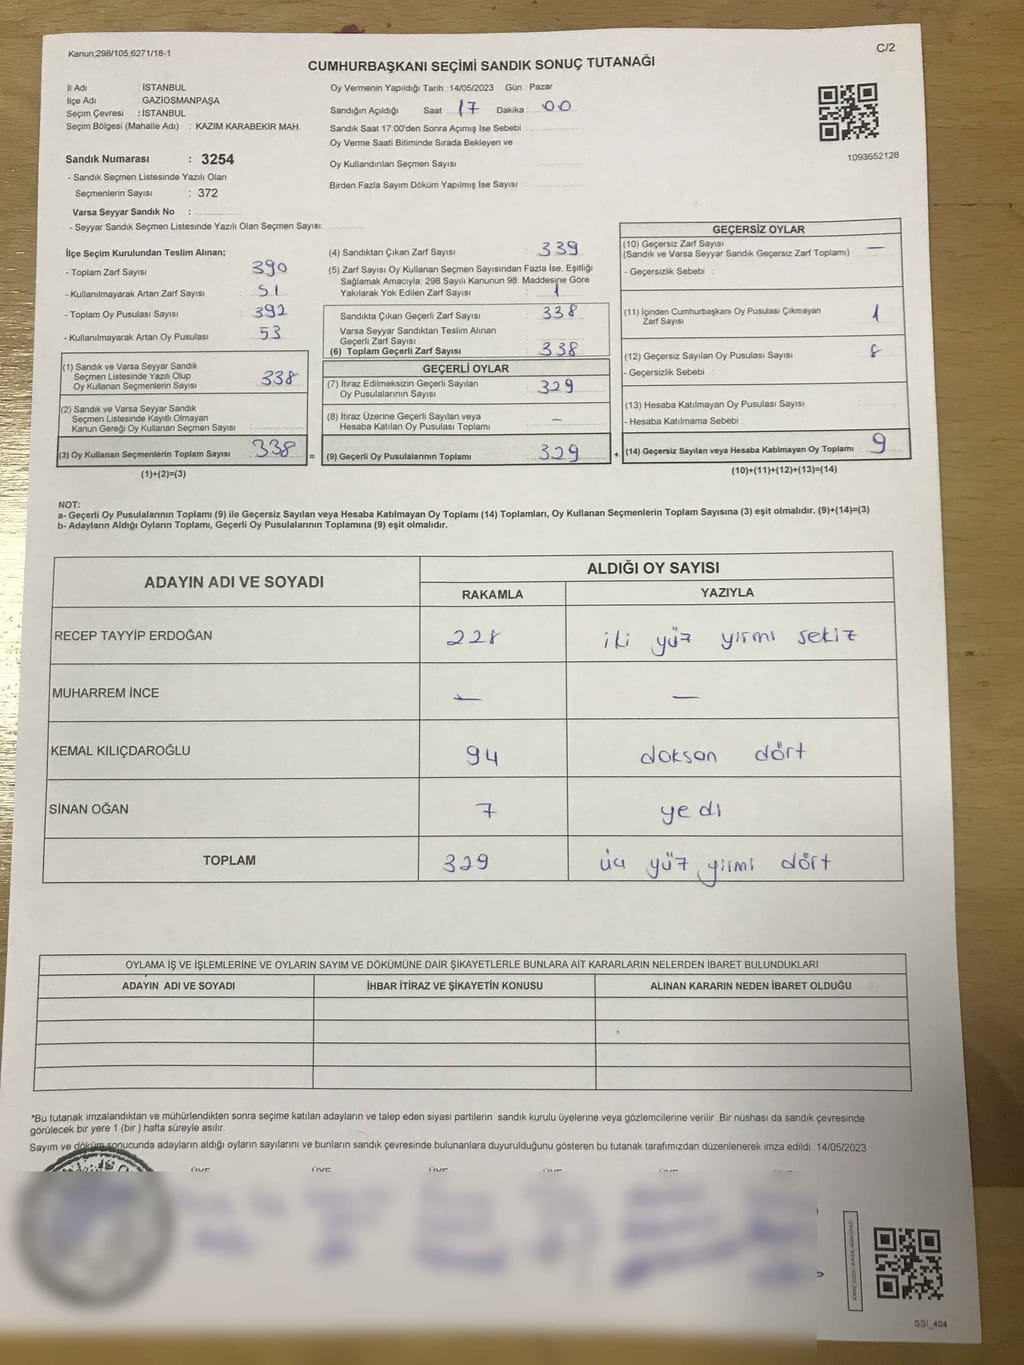 Kanun:298/105,6271/18-1
C/2
CUMHURBAŞKANI SEÇİMİ SANDIK SONUÇ TUTANAĞI
İl Adı : İSTANBUL
İlçe Adı : GAZİOSMANPAŞA
Seçim Çevresi : İSTANBUL
Seçim Bölgesi (Mahalle Adı) : KAZIM KARABEKİR MAH.
Sandık Numarası : 3254
- Sandık Seçmen Listesinde Yazılı Olan
Seçmenlerin Sayısı : 372
Varsa Seyyar Sandık No :
- Seyyar Sandık Seçmen Listesinde Yazılı Olan Seçmen Sayısı:
Oy Vermenin Yapıldığı Tarih : 14/05/2023 Gün : Pazar
Sandığın Açıldığı Saat : 17 Dakika : 00
Sandık Saat 17:00'den Sonra Açımış İse Sebebi :
Oy Verme Saati Bitiminde Sırada Bekleyen ve
Oy Kullandırılan Seçmen Sayısı :
Birden Fazla Sayım Döküm Yapılmış İse Sayısı :
1093652128
İlçe Seçim Kurulundan Teslim Alınan;
- Toplam Zarf Sayısı : 390
- Kullanılmayarak Artan Zarf Sayısı : 51
- Toplam Oy Pusulası Sayısı : 392
- Kullanılmayarak Artan Oy Pusulası : 53
(1) Sandık ve Varsa Seyyar Sandık
Seçmen Listesinde Yazılı Olup
Oy Kullanan Seçmenlerin Sayısı : 338
(2) Sandık ve Varsa Seyyar Sandık
Seçmen Listesinde Kayıtlı Olmayan
Kanun Gereği Oy Kullanan Seçmen Sayısı :
(3) Oy Kullanan Seçmenlerin Toplam Sayısı : 338 =
(1)+(2)=(3)
(4) Sandıktan Çıkan Zarf Sayısı : 339
(5) Zarf Sayısı Oy Kullanan Seçmen Sayısından Fazla İse, Eşitliği
Sağlamak Amacıyla; 298 Sayılı Kanunun 98. Maddesine Göre
Yakılarak Yok Edilen Zarf Sayısı : 1
Sandıkta Çıkan Geçerli Zarf Sayısı : 338
Varsa Seyyar Sandıktan Teslim Alınan
Geçerli Zarf Sayısı :
(6) Toplam Geçerli Zarf Sayısı : 338
GEÇERLİ OYLAR
(7) İtiraz Edilmeksizin Geçerli Sayılan
Oy Pusulalarının Sayısı : 329
(8) İtiraz Üzerine Geçerli Sayılan veya
Hesaba Katılan Oy Pusulası Toplamı : —
(9) Geçerli Oy Pusulalarının Toplamı : 329 +
GEÇERSİZ OYLAR
(10) Geçersiz Zarf Sayısı : —
(Sandık ve Varsa Seyyar Sandık Geçersiz Zarf Toplamı)
- Geçersizlik Sebebi :
(11) İçinden Cumhurbaşkanı Oy Pusulası Çıkmayan
Zarf Sayısı : 1
(12) Geçersiz Sayılan Oy Pusulası Sayısı : 8
- Geçersizlik Sebebi :
(13) Hesaba Katılmayan Oy Pusulası Sayısı :
- Hesaba Katılmama Sebebi :
(14) Geçersiz Sayılan veya Hesaba Katılmayan Oy Toplamı : 9
(10)+(11)+(12)+(13)=(14)
NOT:
a- Geçerli Oy Pusulalarının Toplamı (9) ile Geçersiz Sayılan veya Hesaba Katılmayan Oy Toplamı (14) Toplamları, Oy Kullanan Seçmenlerin Toplam Sayısına (3) eşit olmalıdır. (9)+(14)=(3)
b- Adayların Aldığı Oyların Toplamı, Geçerli Oy Pusulalarının Toplamına (9) eşit olmalıdır.
ADAYIN ADI VE SOYADI
ALDIĞI OY SAYISI
RAKAMLA YAZIYLA
RECEP TAYYİP ERDOĞAN 228 iki yüz yirmi sekiz
MUHARREM İNCE — —
KEMAL KILIÇDAROĞLU 94 doksan dört
SİNAN OĞAN 7 yedi
TOPLAM 329 üç yüz yirmi dört
OYLAMA İŞ VE İŞLEMLERİNE VE OYLARIN SAYIM VE DÖKÜMÜNE DAİR ŞİKAYETLERLE BUNLARA AİT KARARLARIN NELERDEN İBARET BULUNDUKLARI
ADAYIN ADI VE SOYADI İHBAR İTİRAZ VE ŞİKAYETİN KONUSU ALINAN KARARIN NEDEN İBARET OLDUĞU
*Bu tutanak imzalandıktan ve mühürlendikten sonra seçime katılan adayların ve talep eden siyasi partilerin sandık kurulu üyelerine veya gözlemcilerine verilir. Bir nüshası da sandık çevresinde
görülecek bir yere 1 (bir ) hafta süreyle asılır.
Sayım ve döküm sonucunda adayların aldığı oyların sayılarını ve bunların sandık çevresinde bulunanlara duyurulduğunu gösteren bu tutanak tarafımızdan düzenlenerek imza edildi. 14/05/2023
SSI_404